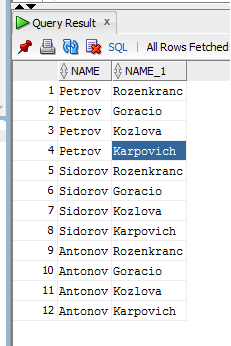 Query Result x
SQL | All Rows Fetched:
NAME NAME_1
1 Petrov Rozenkranc
2 Petrov Goracio
3 Petrov Kozlova
4 Petrov Karpovich
5 Sidorov Rozenkranc
6 Sidorov Goracio
7 Sidorov Kozlova
8 Sidorov Karpovich
9 Antonov Rozenkranc
10 Antonov Goracio
11 Antonov Kozlova
12 Antonov Karpovich